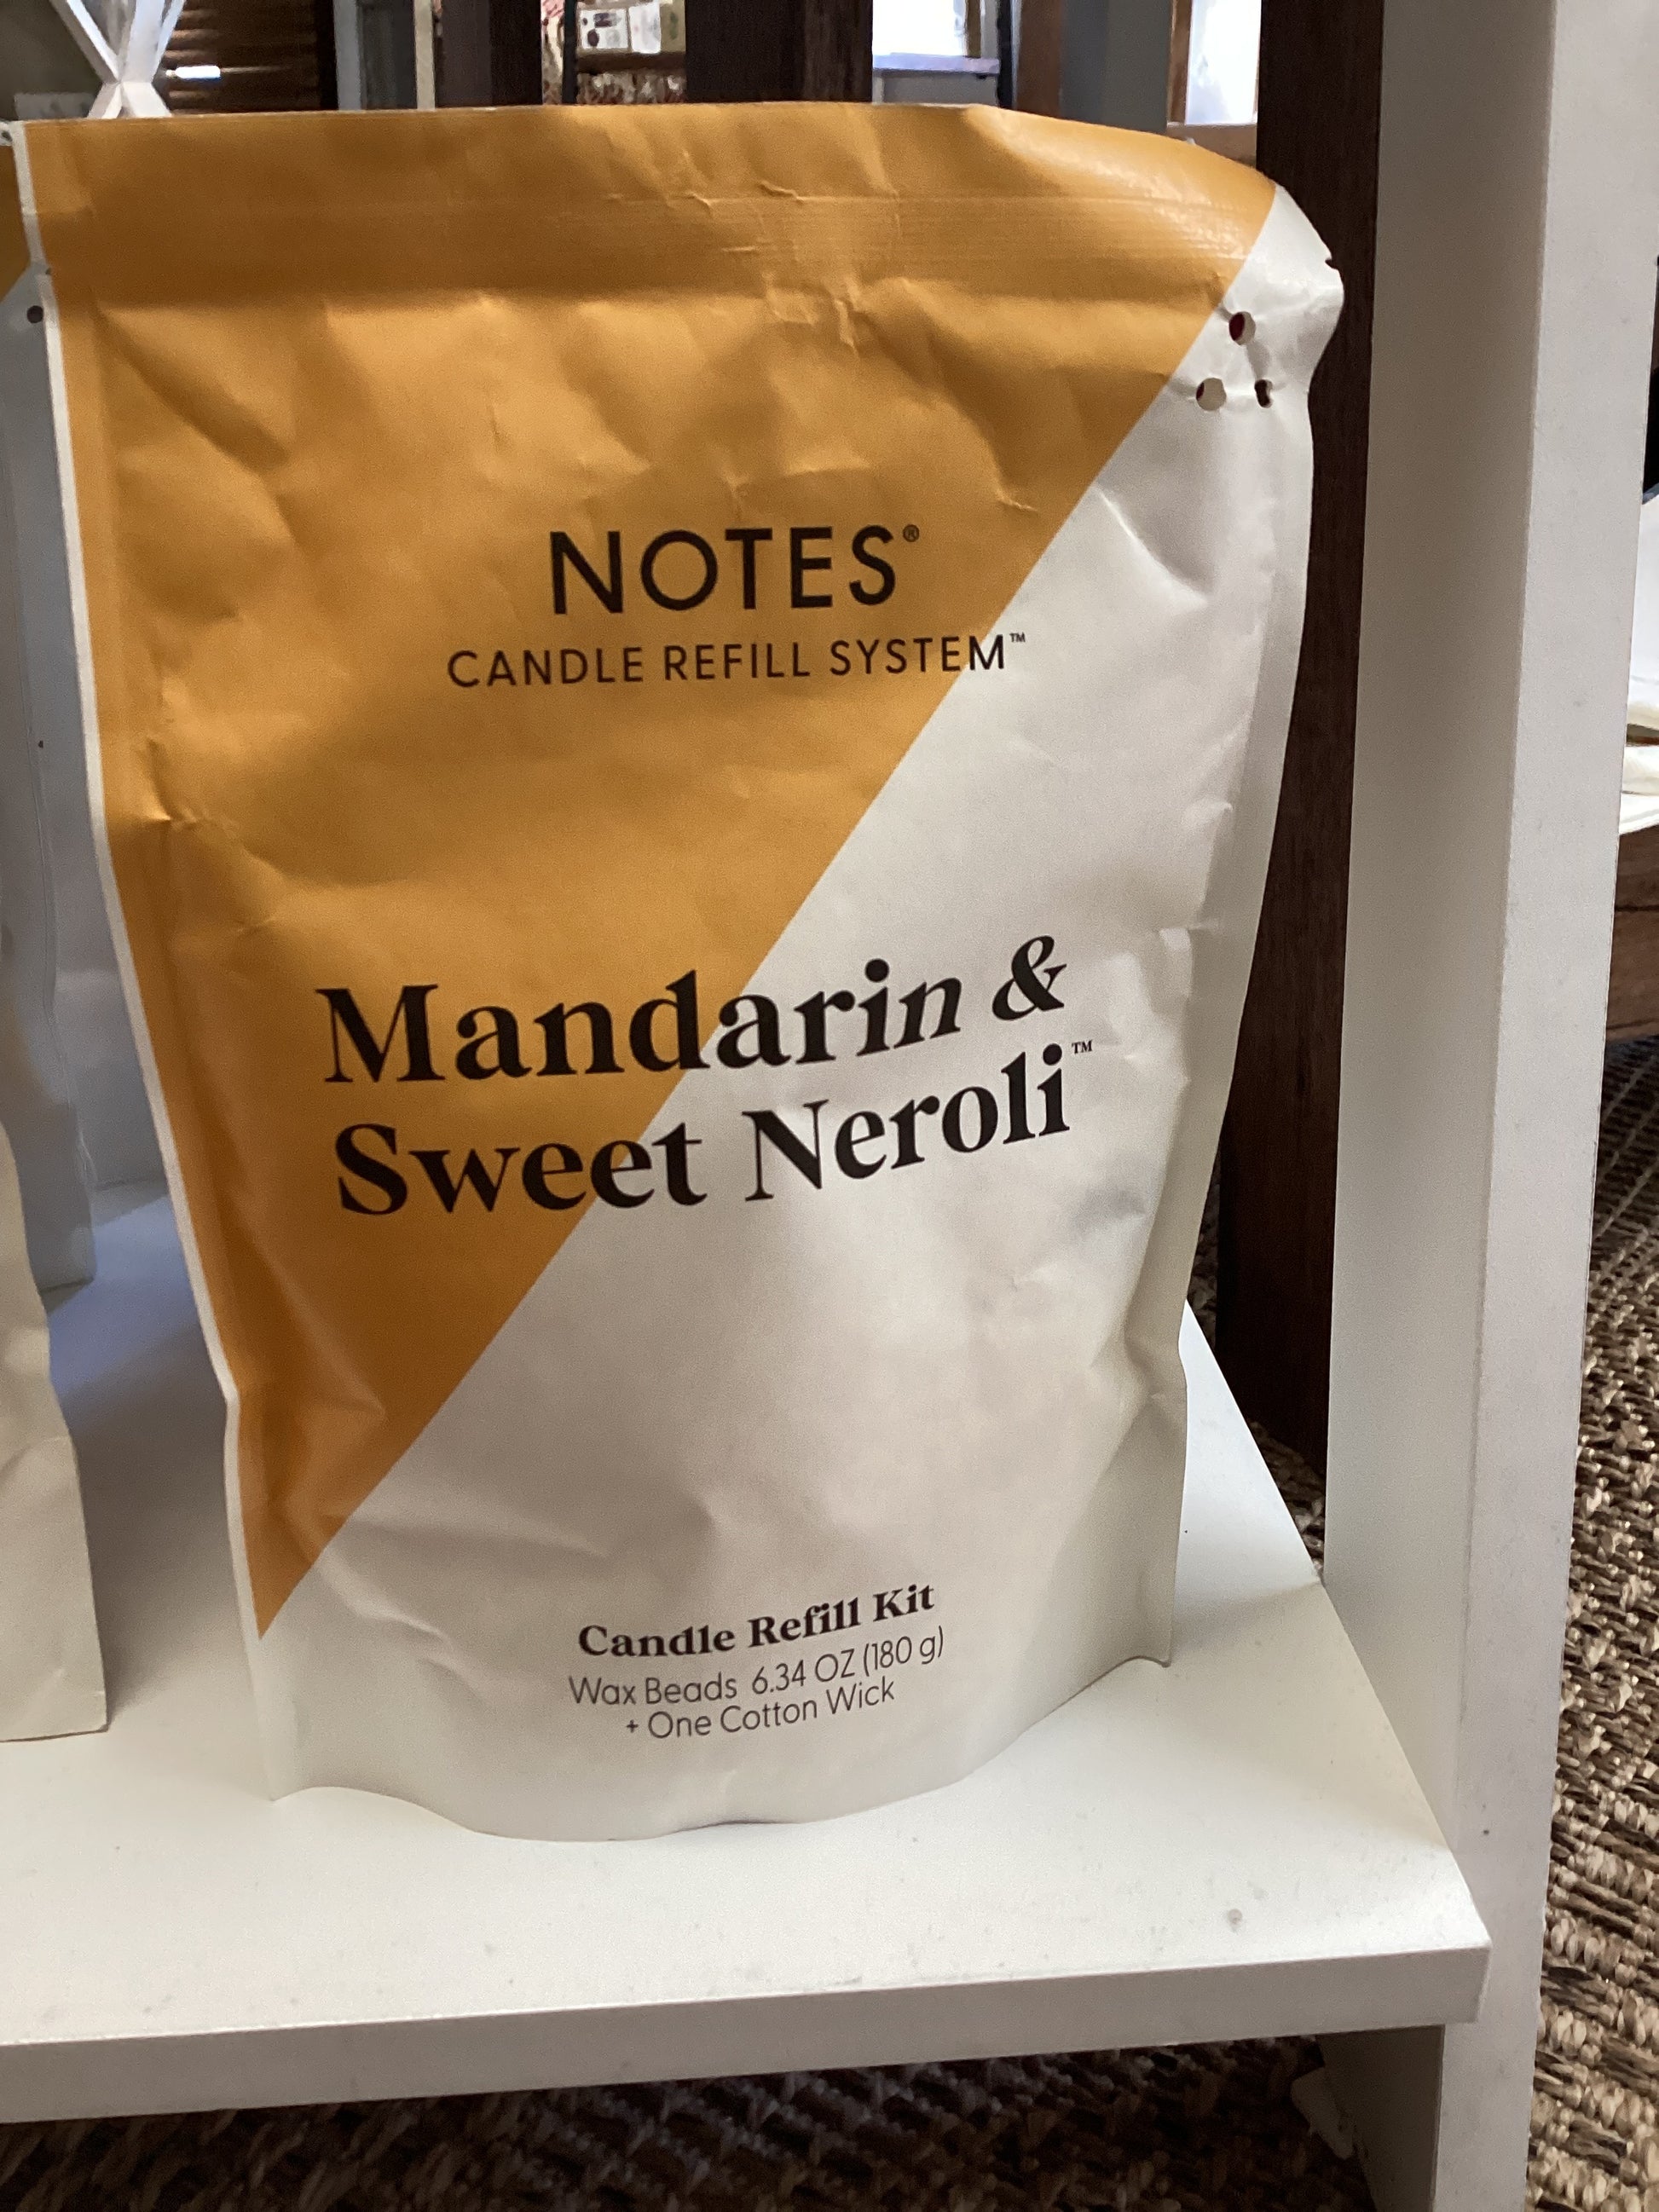 NOTES®
CANDLE REFILL SYSTEM™
Mandarin &
Sweet Neroli™
Candle Refill Kit
Wax Beads 6.34 OZ (180 g)
+ One Cotton Wick